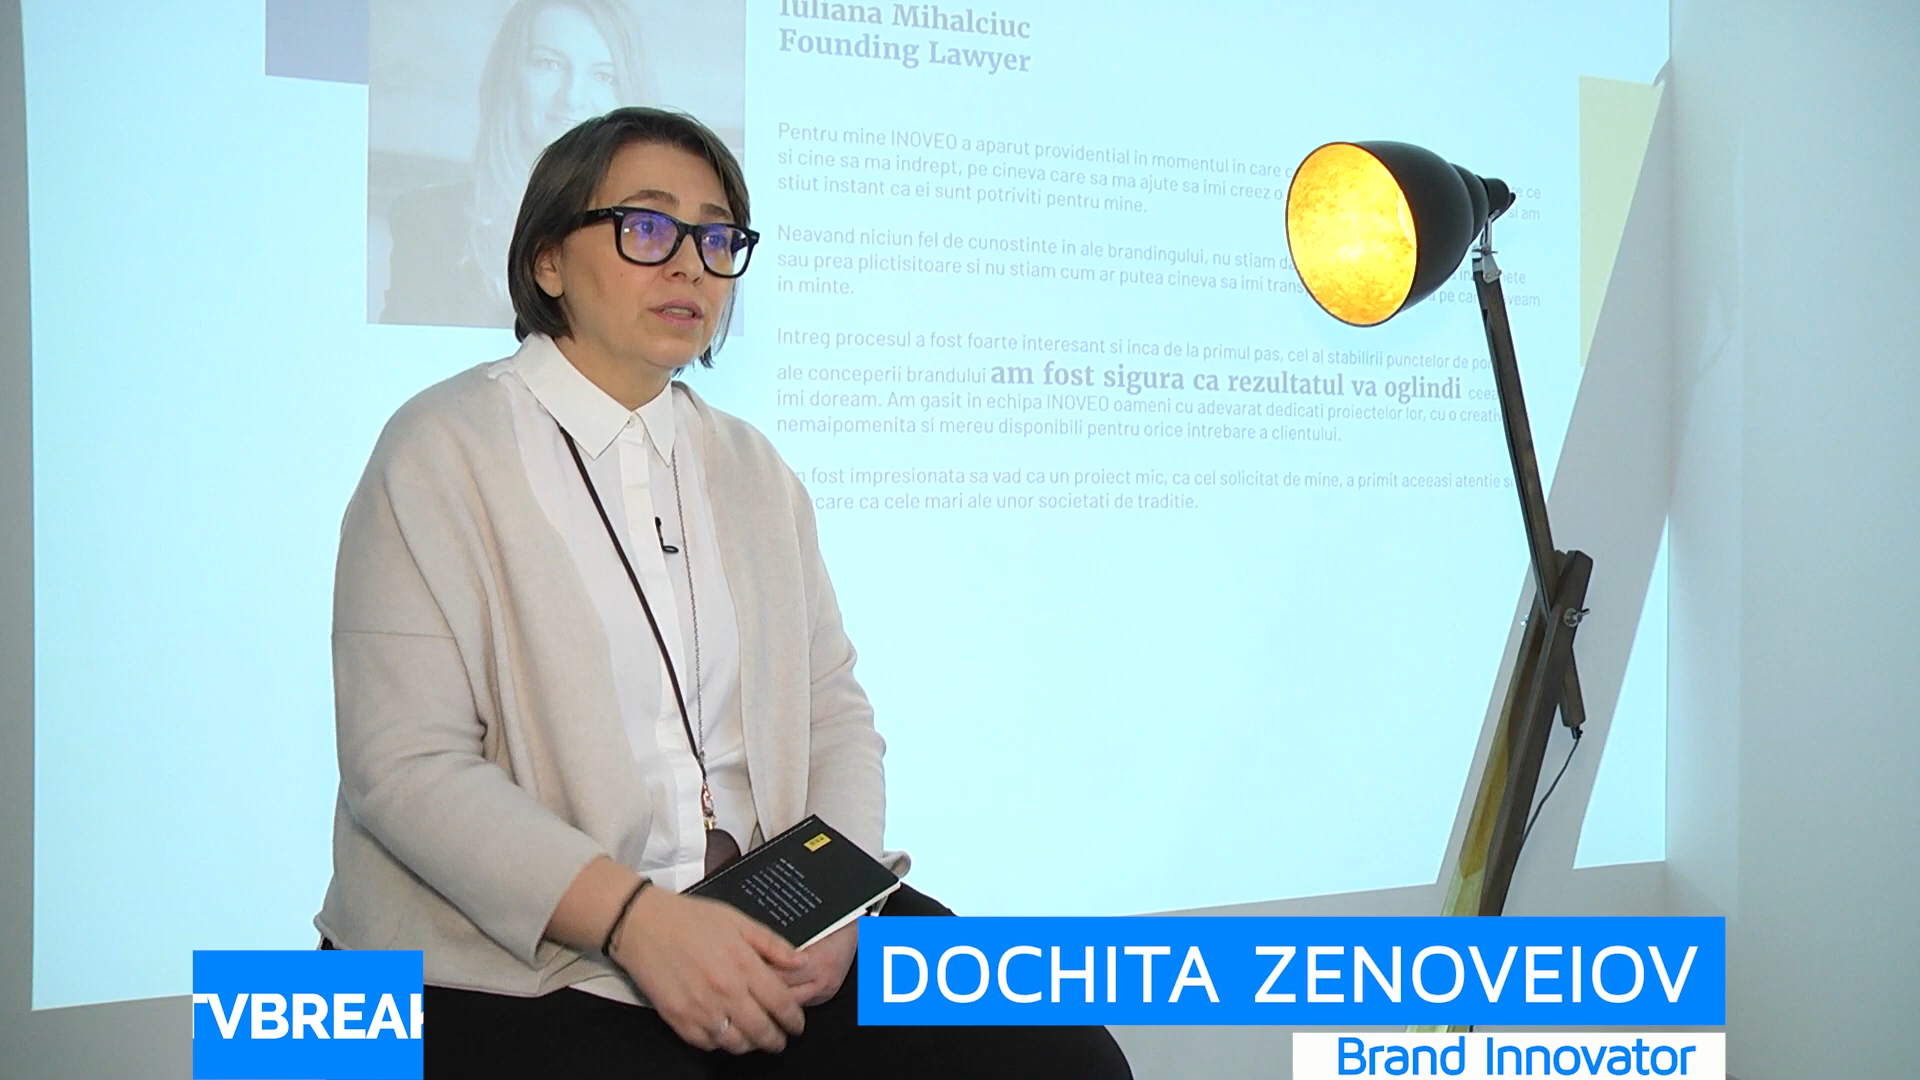 Iuliana Mihalciuc
Founding Lawyer
Pentru mine INOVEO a aparut providential in momentul in care
si cine sa ma indrept, pe cineva care sa ma ajute sa imi creez o
stiut instant ca ei sunt potriviti pentru mine.
Neavand niciun fel de cunostinte in ale brandingului, nu stiam
sau prea plictisitoare si nu stiam cum ar putea cineva sa imi
in minte.
Intreg procesul a fost foarte interesant si inca de la primul pas, cel al stabilirii punctelor de
ale conceperii brandului am fost sigura ca rezultatul va oglindi
imi doream. Am gasit in echipa INOVEO oameni cu adevarat dedicati proiectelor lor, cu o
nemaipomenita si mereu disponibili pentru orice intrebare a clientului.
fost impresionata sa vad ca un proiect mic, ca cel solicitat de mine, a primit aceeasi atentie
care ca cele mari ale unor societati de traditie.
TVBREAK
DOCHITA ZENOVEIOV
Brand Innovator